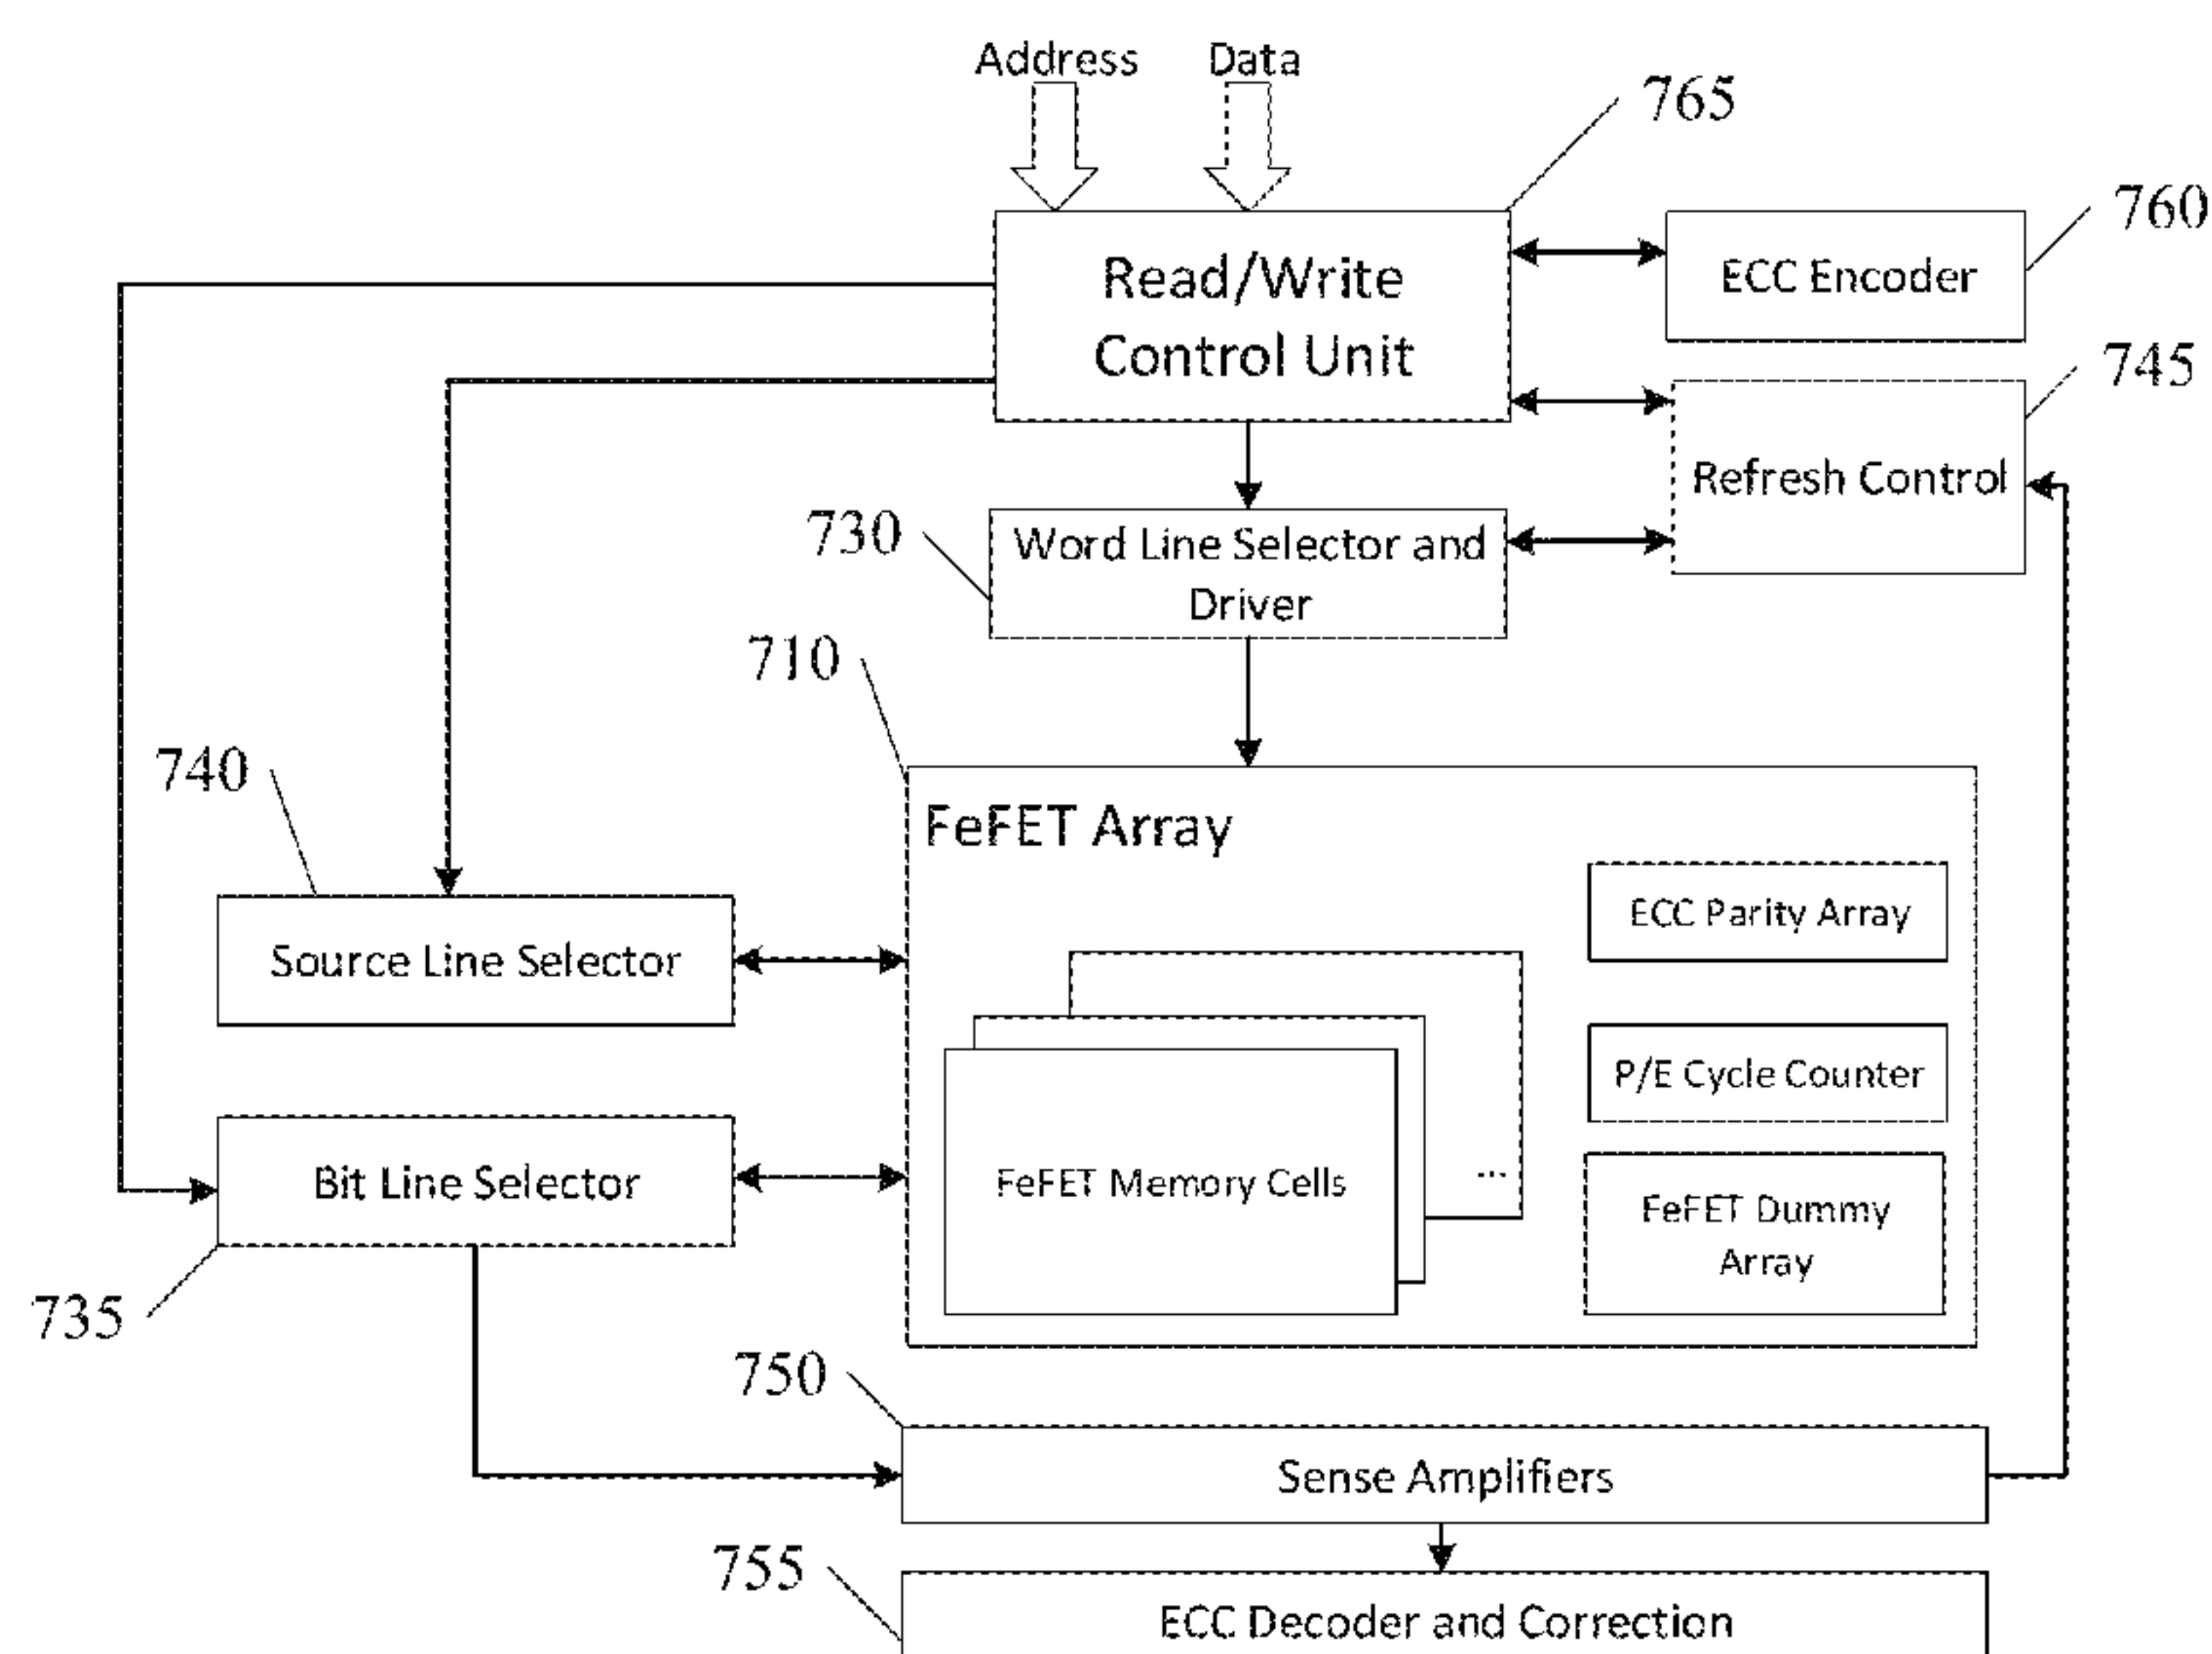 Address
Data
765
760
Read/Write
Control Unit
ECC Encoder
745
Refresh Control
730
Word Line Selector and
Driver
710
740
FeFET Array
ECC Parity Array
Source Line Selector
P/E Cycle Counter
Bit Line Selector
FeFET Memory Cells
...
FeFET Dummy
Array
735
750
Sense Amplifiers
755
ECC Decoder and Correction